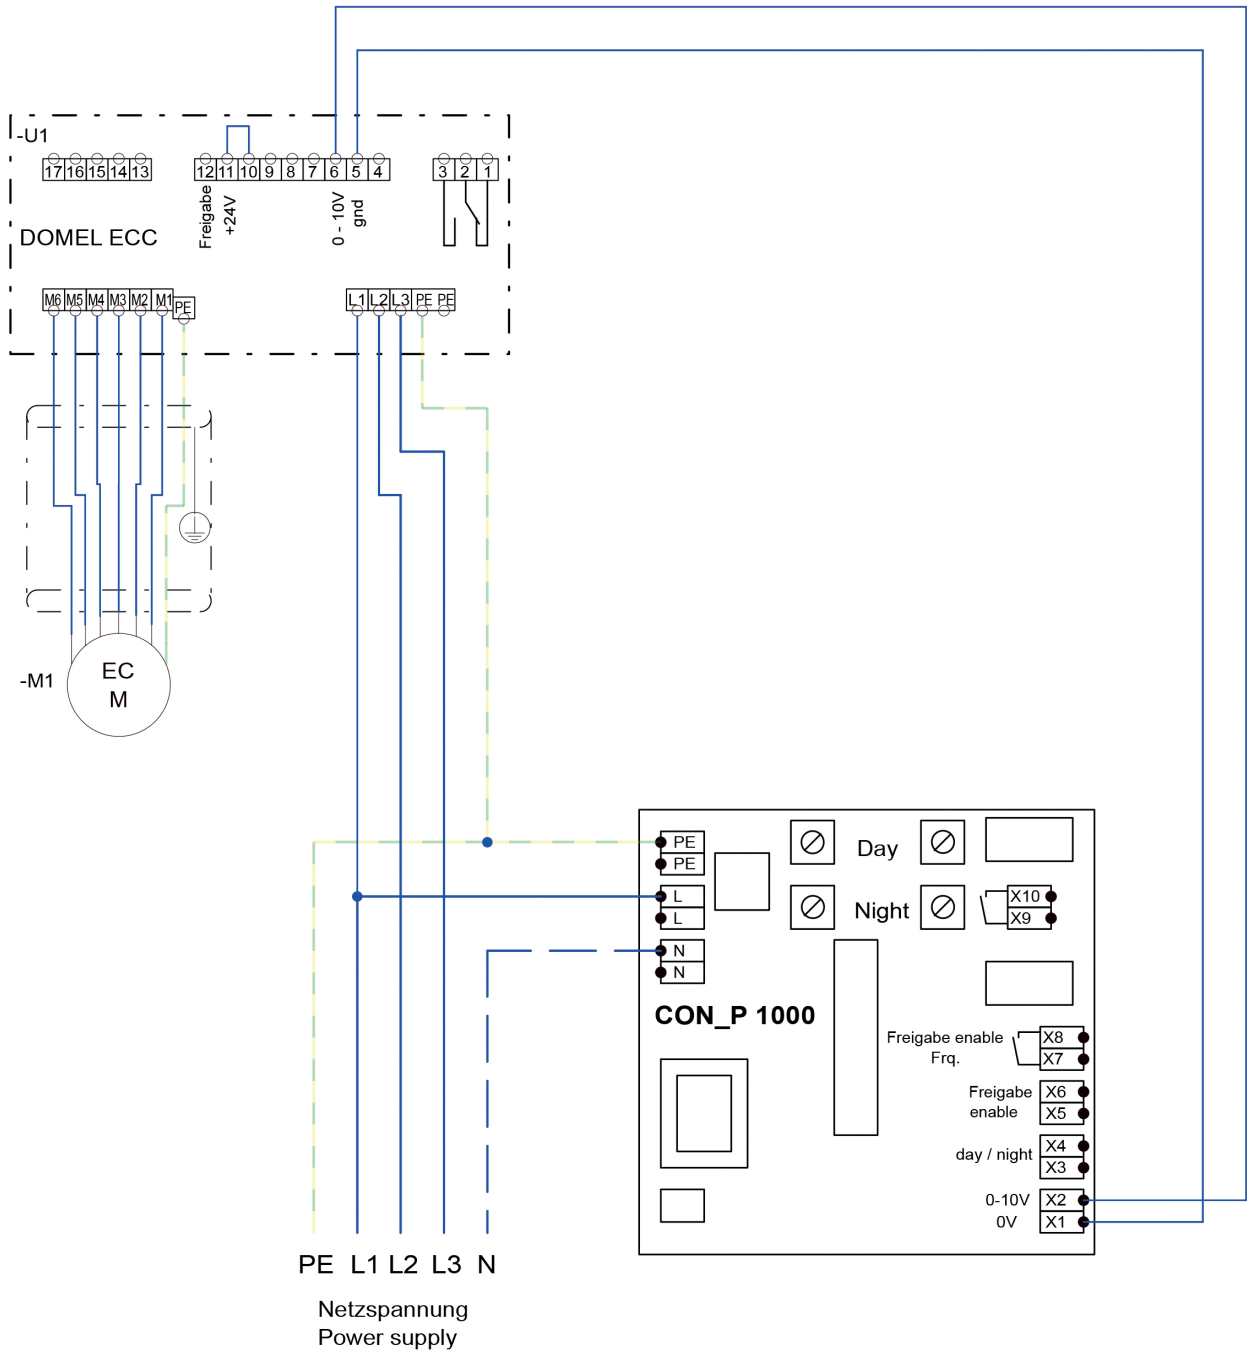 -U1
17 16 15 14 13
12 11 10 9 8 7 6 5 4
3 2 1
Freigabe
+24V
0 - 10V
gnd
DOMEL ECC
M6 M5 M4 M3 M2 M1 PE
L1 L2 L3 PE PE
-M1
EC
M
PE
PE
L
L
N
N
Day
Night
X10
X9
CON_P 1000
Freigabe enable
Frq.
X8
X7
Freigabe
enable
X6
X5
day / night
X4
X3
0-10V
X2
0V
X1
PE L1 L2 L3 N
Netzspannung
Power supply